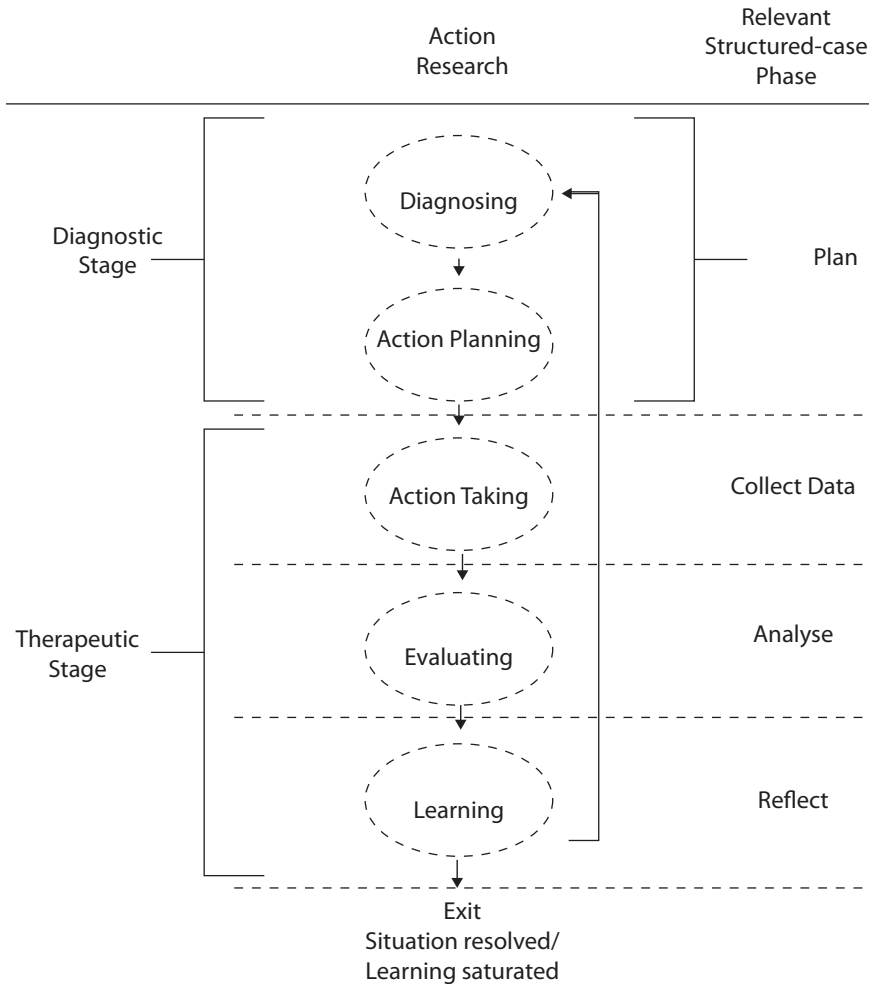 Action
Research
Relevant
Structured-case
Phase
Diagnostic
Stage
Diagnosing
Action Planning
Plan
Therapeutic
Stage
Action Taking
Collect Data
Evaluating
Analyse
Learning
Reflect
Exit
Situation resolved/
Learning saturated